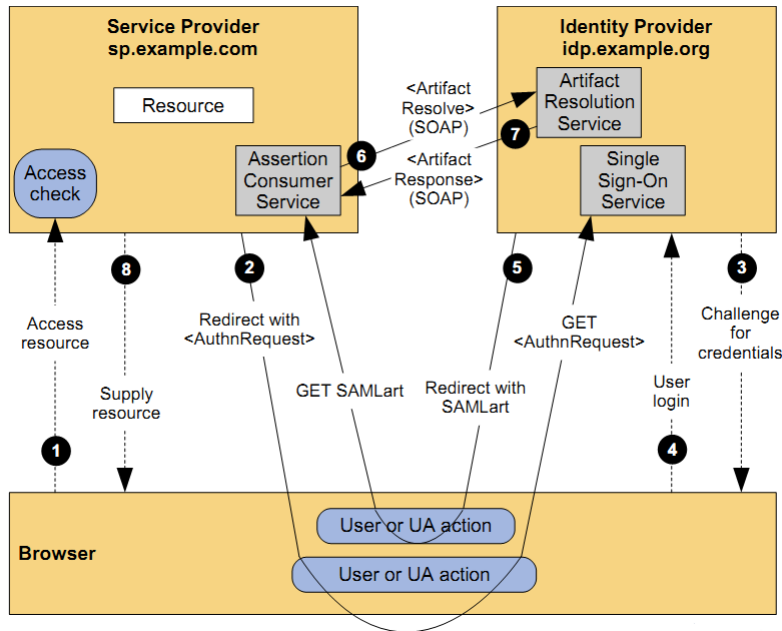 Service Provider
sp.example.com
Resource
Access
check
Assertion
Consumer
Service
<Artifact
Resolve>
(SOAP)
6
7
<Artifact
Response>
(SOAP)
Identity Provider
idp.example.org
Artifact
Resolution
Service
Single
Sign-On
Service
8
2
5
3
Access
resource
Redirect with
<AuthnRequest>
GET
<AuthnRequest>
Challenge
for
credentials
Supply
resource
GET SAMLart
Redirect with
SAMLart
User
login
1
4
Browser
User or UA action
User or UA action